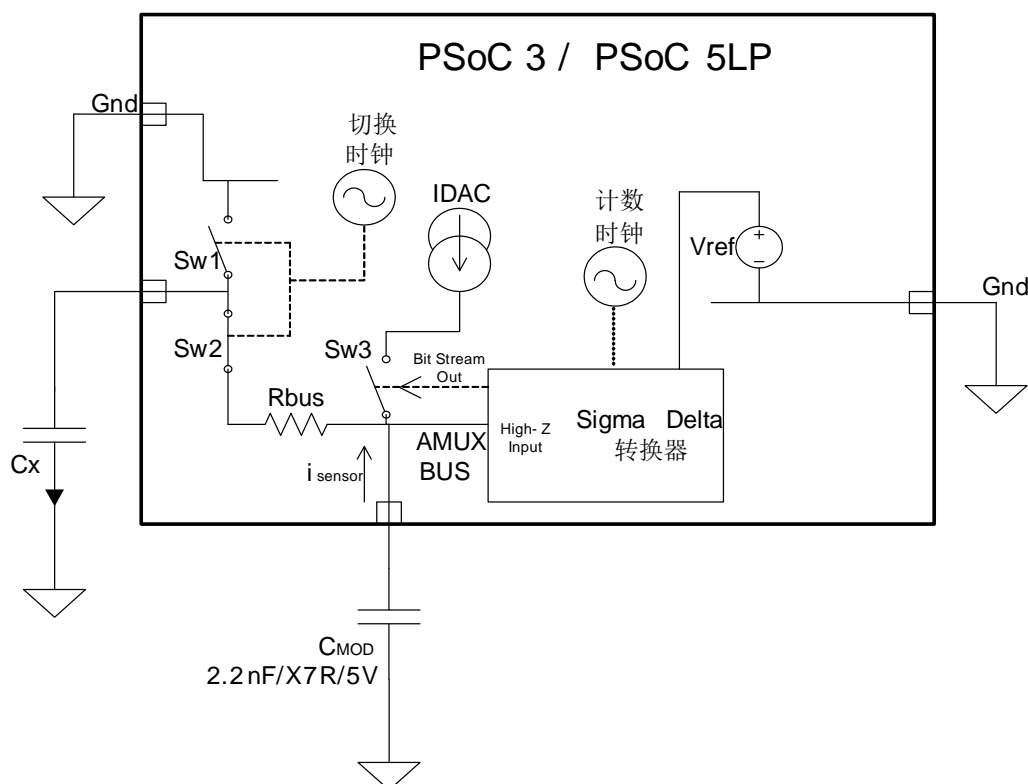 PSoC 3 / PSoC 5LP
Gnd
切换
时钟
IDAC
计数
时钟
Vref
+
−
Gnd
Sw1
Sw2
Sw3
Bit Stream
Out
Rbus
High- Z
Input
Sigma Delta
转换器
AMUX
BUS
i sensor
Cx
CMOD
2.2nF/X7R/5V